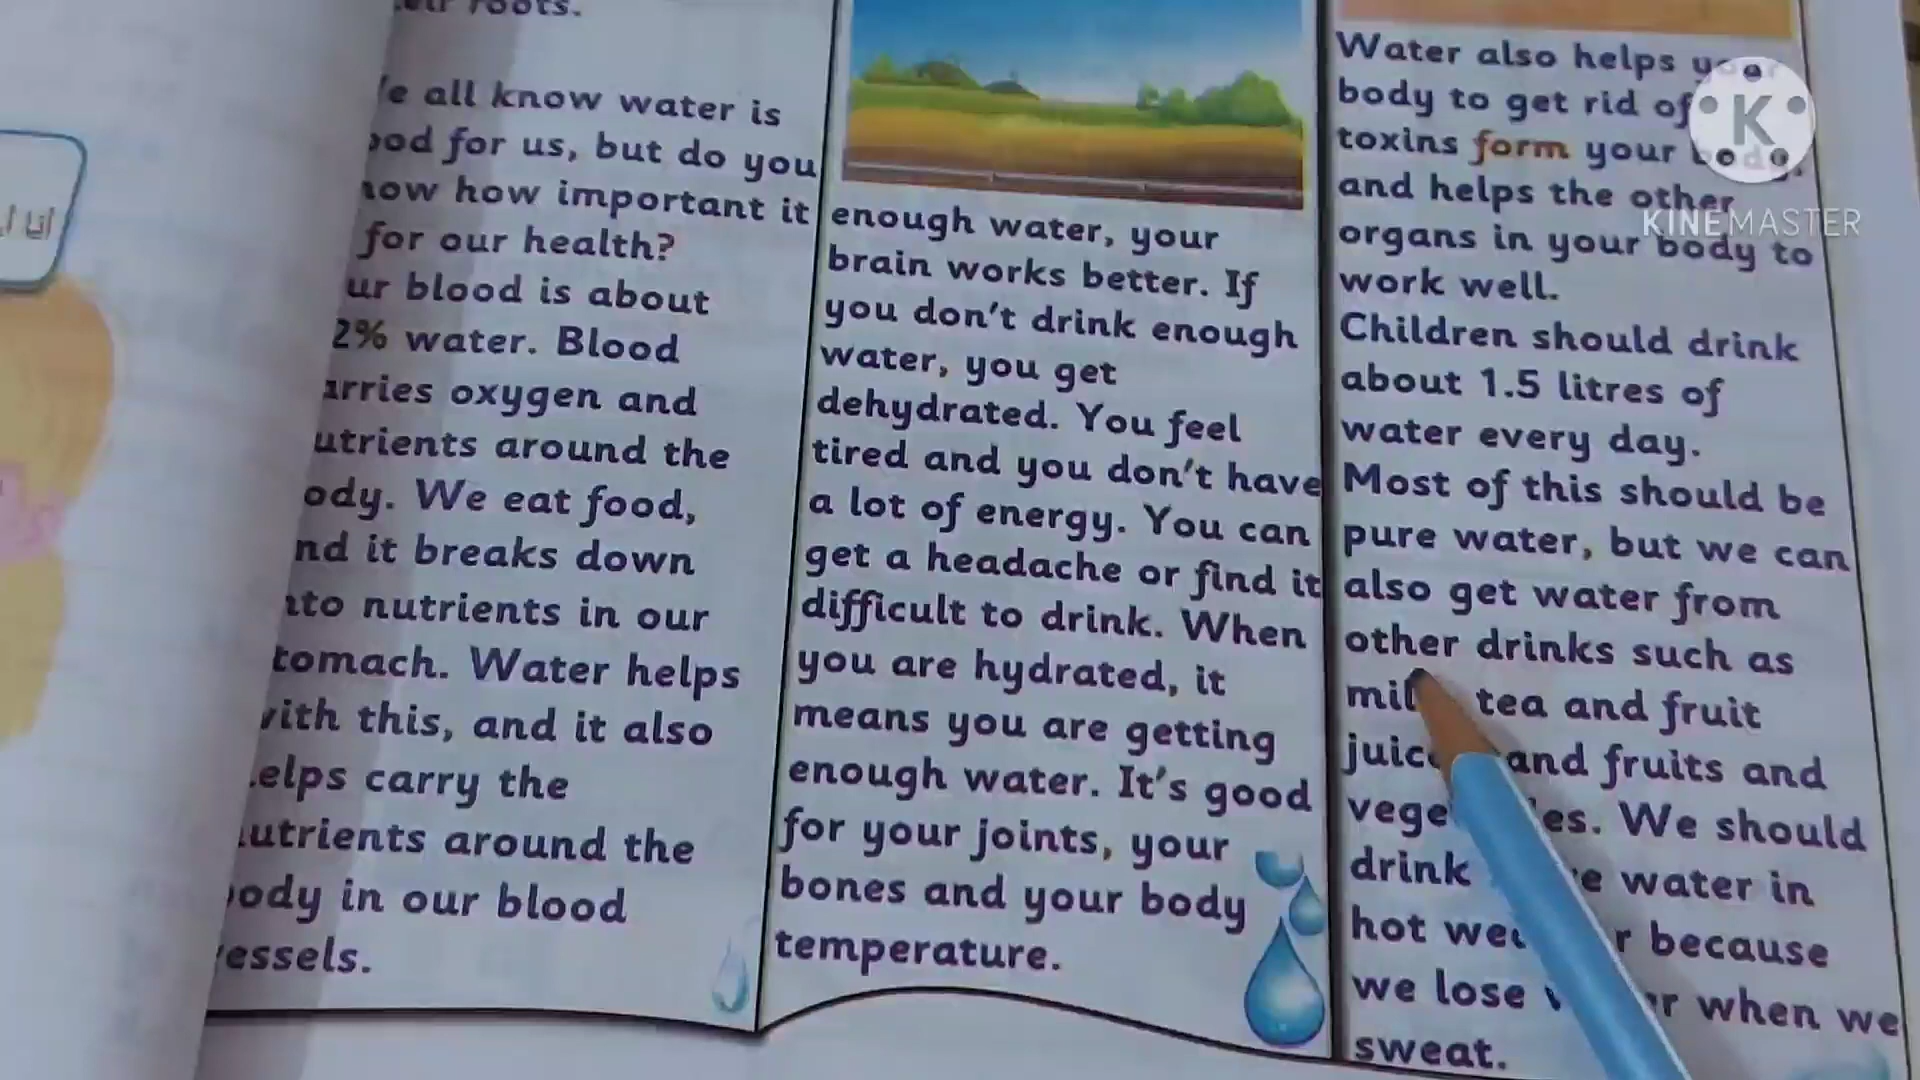 eir roots.
e all know water is
ood for us, but do you
now how important it
for our health?
ur blood is about
2% water. Blood
arries oxygen and
utrients around the
ody. We eat food,
nd it breaks down
nto nutrients in our
tomach. Water helps
with this, and it also
elps carry the
utrients around the
body in our blood
essels.
enough water, your
brain works better. If
you don't drink enough
water, you get
dehydrated. You feel
tired and you don't have
a lot of energy. You can
get a headache or find it
difficult to drink. When
you are hydrated, it
means you are getting
enough water. It's good
for your joints, your
bones and your body
temperature.
Water also helps your
body to get rid of
toxins form your body,
and helps the other
organs in your body to
work well.
Children should drink
about 1.5 litres of
water every day.
Most of this should be
pure water, but we can
also get water from
other drinks such as
tea and fruit
and fruits and
We should
drink water in
hot because
we lose when we
sweat.
K
KINEMASTER